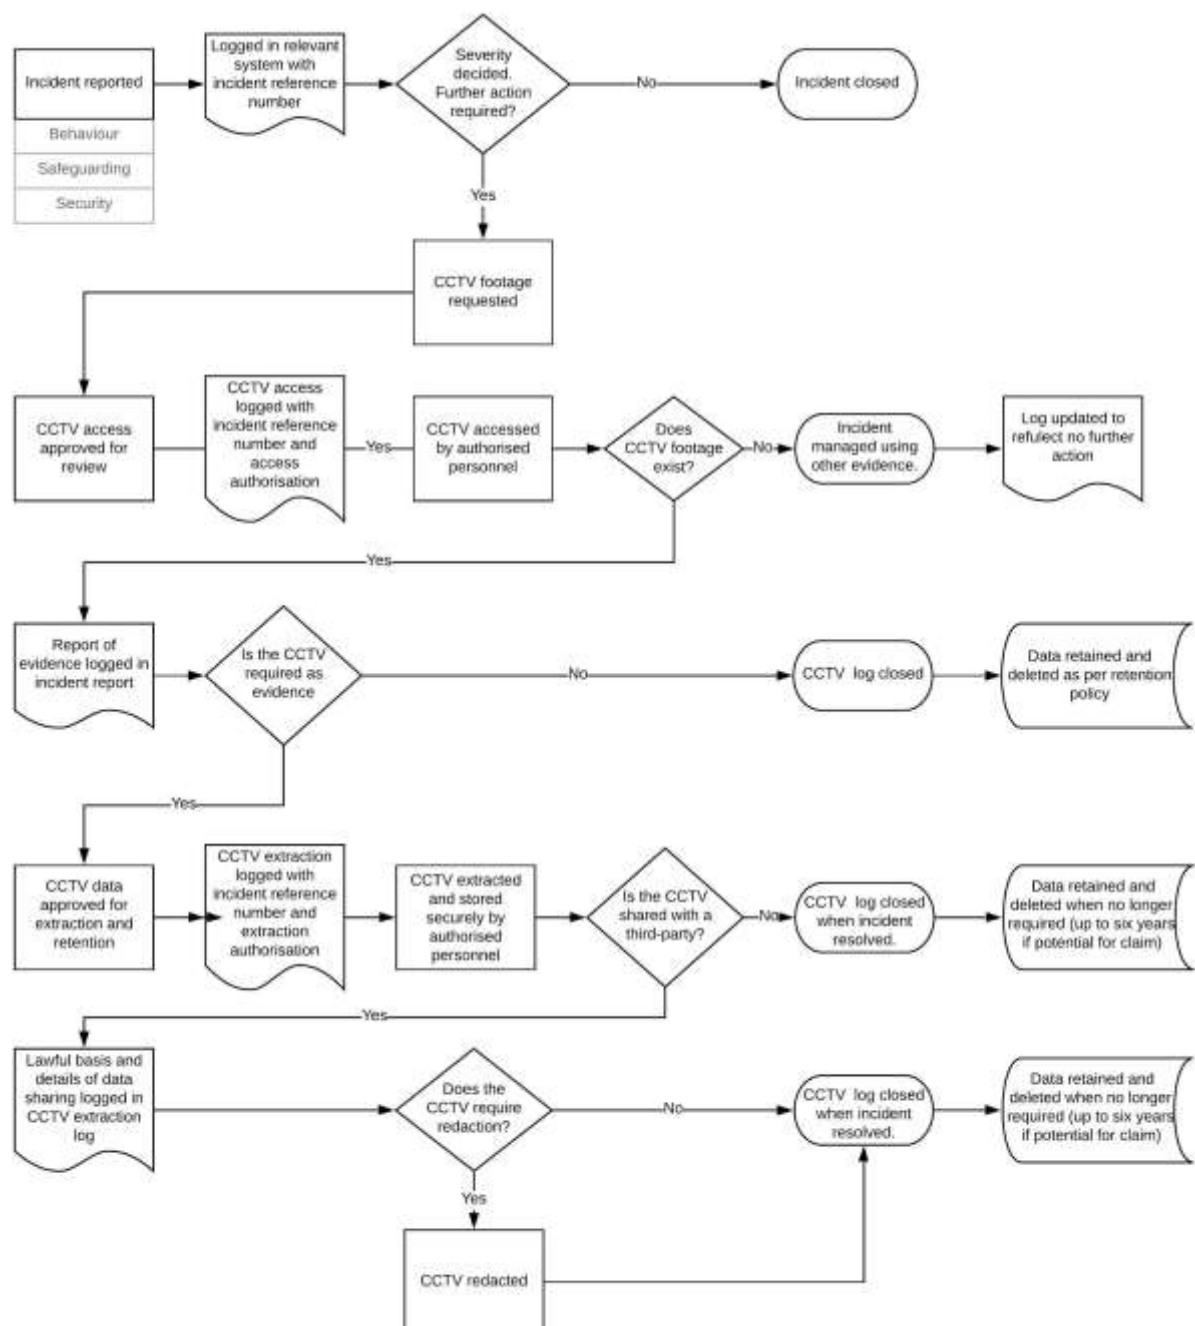 Incident reported
Behaviour
Safeguarding
Security
Logged in relevant
system with
incident reference
number
Severity
decided.
Further action
required?
No
Incident closed
Yes
CCTV footage
requested
CCTV access
approved for
review
CCTV access
logged with
incident reference
number and
access
authorisation
Yes
CCTV accessed
by authorised
personnel
Does
CCTV footage
exist?
No
Incident
managed using
other evidence.
Log updated to
refulect no further
action
Yes
Report of
evidence logged in
incident report
Is the CCTV
required as
evidence
No
CCTV log closed
Data retained and
deleted as per retention
policy
Yes
CCTV data
approved for
extraction and
retention
CCTV extraction
logged with
incident reference
number and
extraction
authorisation
CCTV extracted
and stored
securely by
authorised
personnel
Is the CCTV
shared with a
third-party?
No
CCTV log closed
when incident
resolved.
Data retained and
deleted when no longer
required (up to six years
if potential for claim)
Yes
Lawful basis and
details of data
sharing logged in
CCTV extraction
log
Does the
CCTV require
redaction?
No
CCTV log closed
when incident
resolved.
Data retained and
deleted when no longer
required (up to six years
if potential for claim)
Yes
CCTV redacted